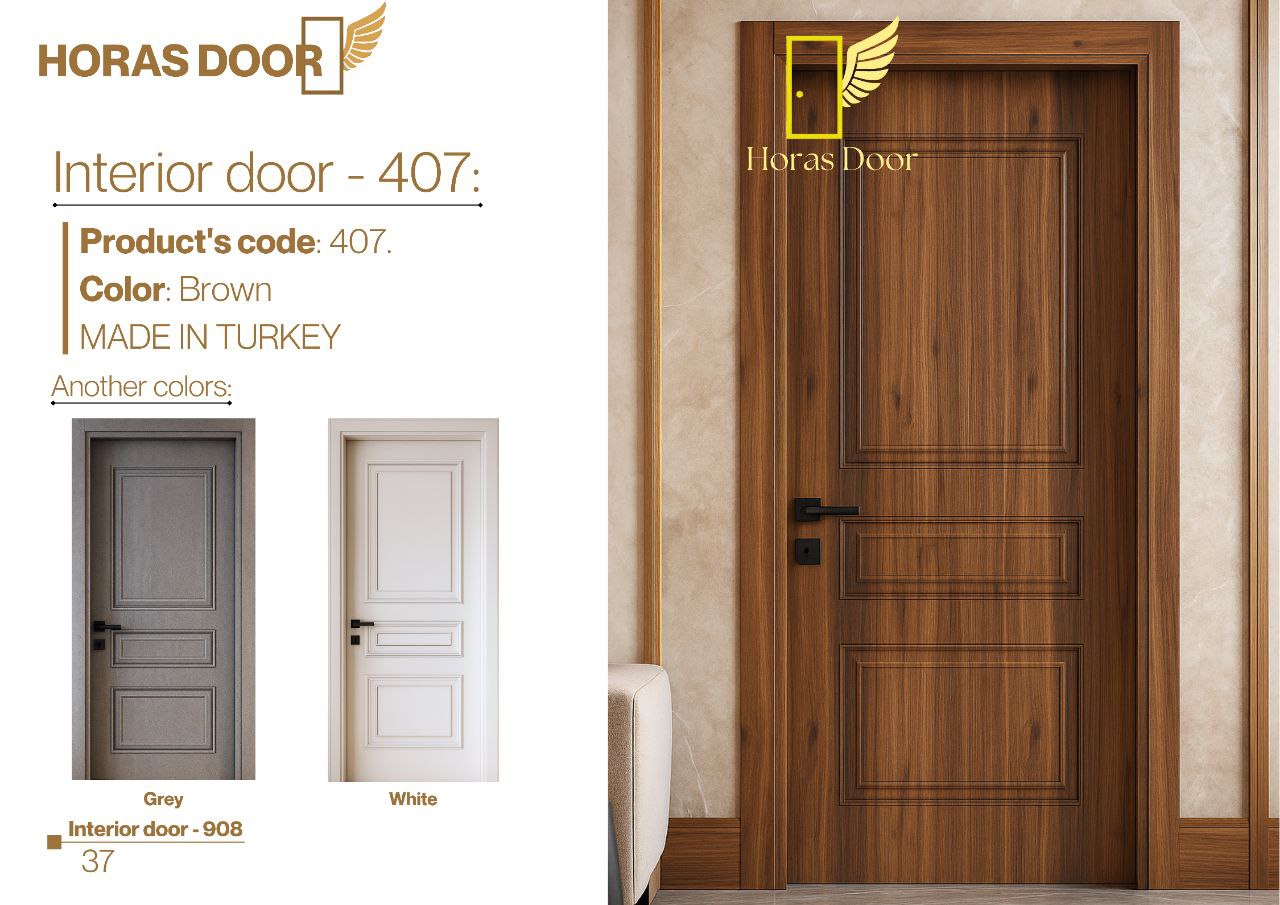 HORAS DOOR
Interior door - 407:
Product's code: 407.
Color: Brown
MADE IN TURKEY
Another colors:
Grey
White
Interior door - 908
37
Horas Door